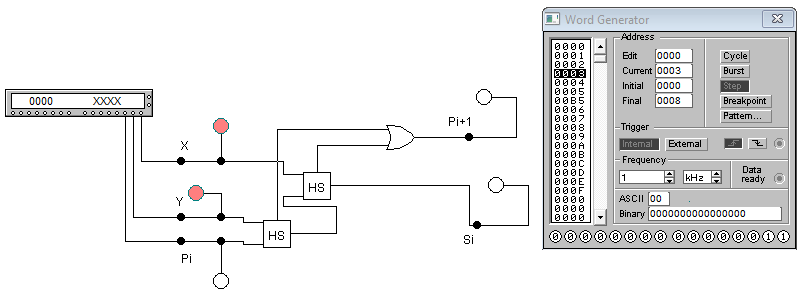 Word Generator
0000 XXXX
X
Y
Pi
HS
HS
Pi+1
Si
0000
0001
0002
0003
0004
0005
00B5
0006
0007
0008
0009
000A
000B
000C
000D
000E
000F
0000
0000
0000
Address
Edit 0000
Current 0003
Initial 0000
Final 0008
Cycle
Burst
Step
Breakpoint
Pattern...
Trigger
Internal External
Frequency
1 kHz
Data
ready
ASCII 00
Binary 0000000000000000
0 0 0 0 0 0 0 0 0 0 0 0 0 0 1 1